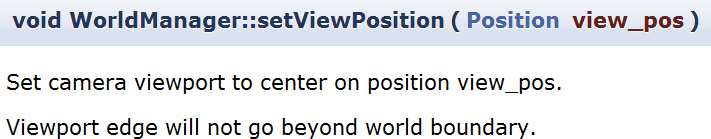 void WorldManager::setViewPosition ( Position view_pos )
Set camera viewport to center on position view_pos.
Viewport edge will not go beyond world boundary.